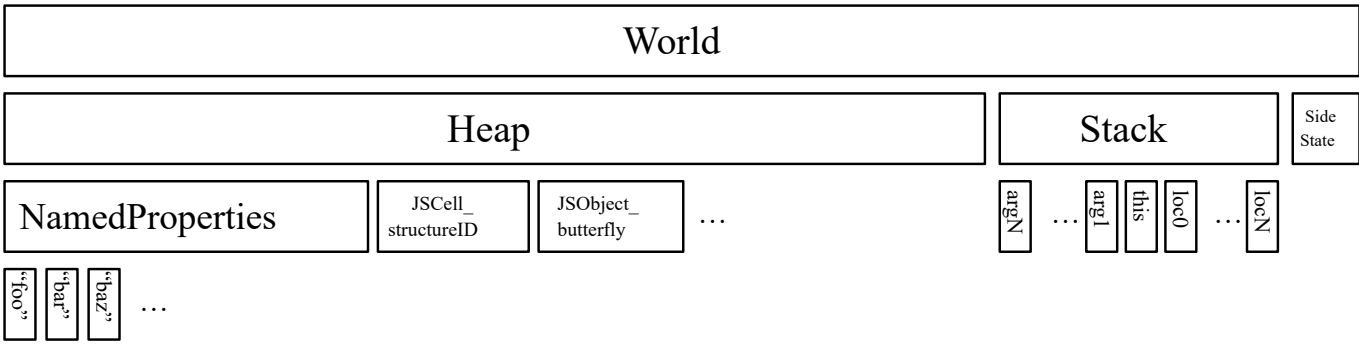 World
Heap
Stack
Side
State
NamedProperties
JSCell_
structureID
JSObject_
butterfly
…
argN
…
arg1
this
loc0
…
locN
“foo”
“bar”
“baz”
…